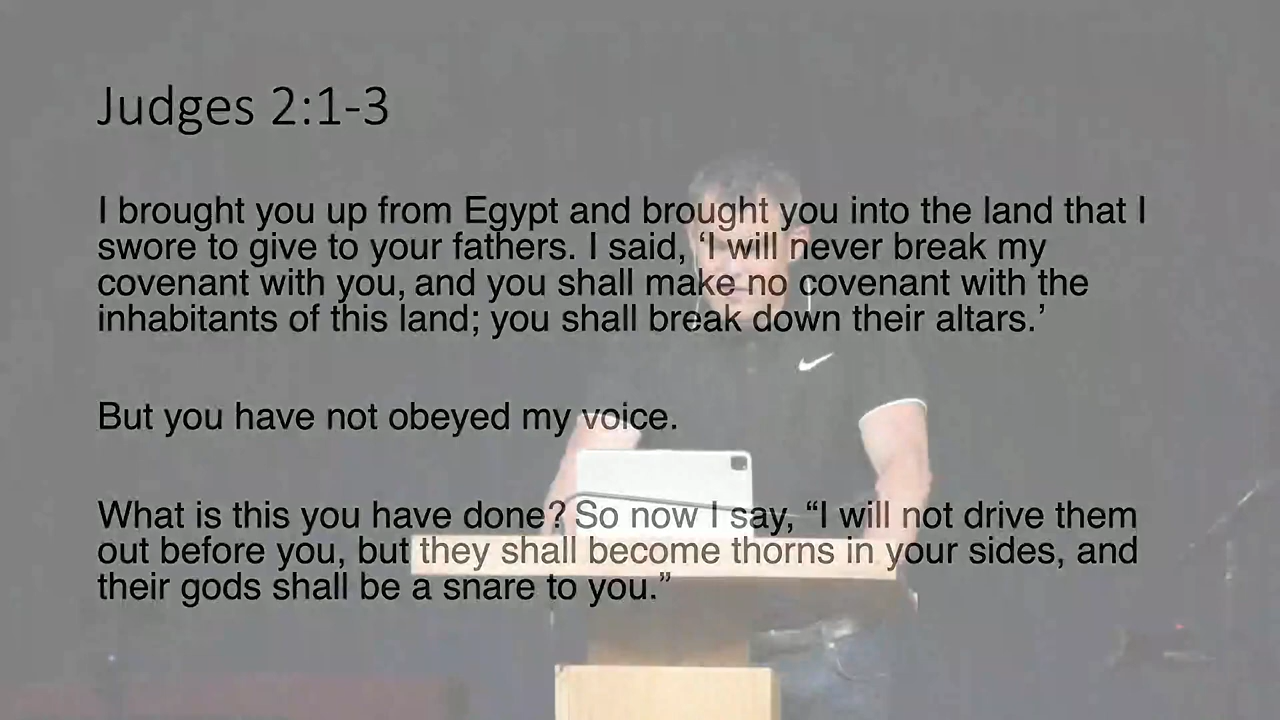 Judges 2:1-3
I brought you up from Egypt and brought you into the land that I
swore to give to your fathers. I said, ‘I will never break my
covenant with you, and you shall make no covenant with the
inhabitants of this land; you shall break down their altars.’
But you have not obeyed my voice.
What is this you have done? So now I say, “I will not drive them
out before you, but they shall become thorns in your sides, and
their gods shall be a snare to you.”